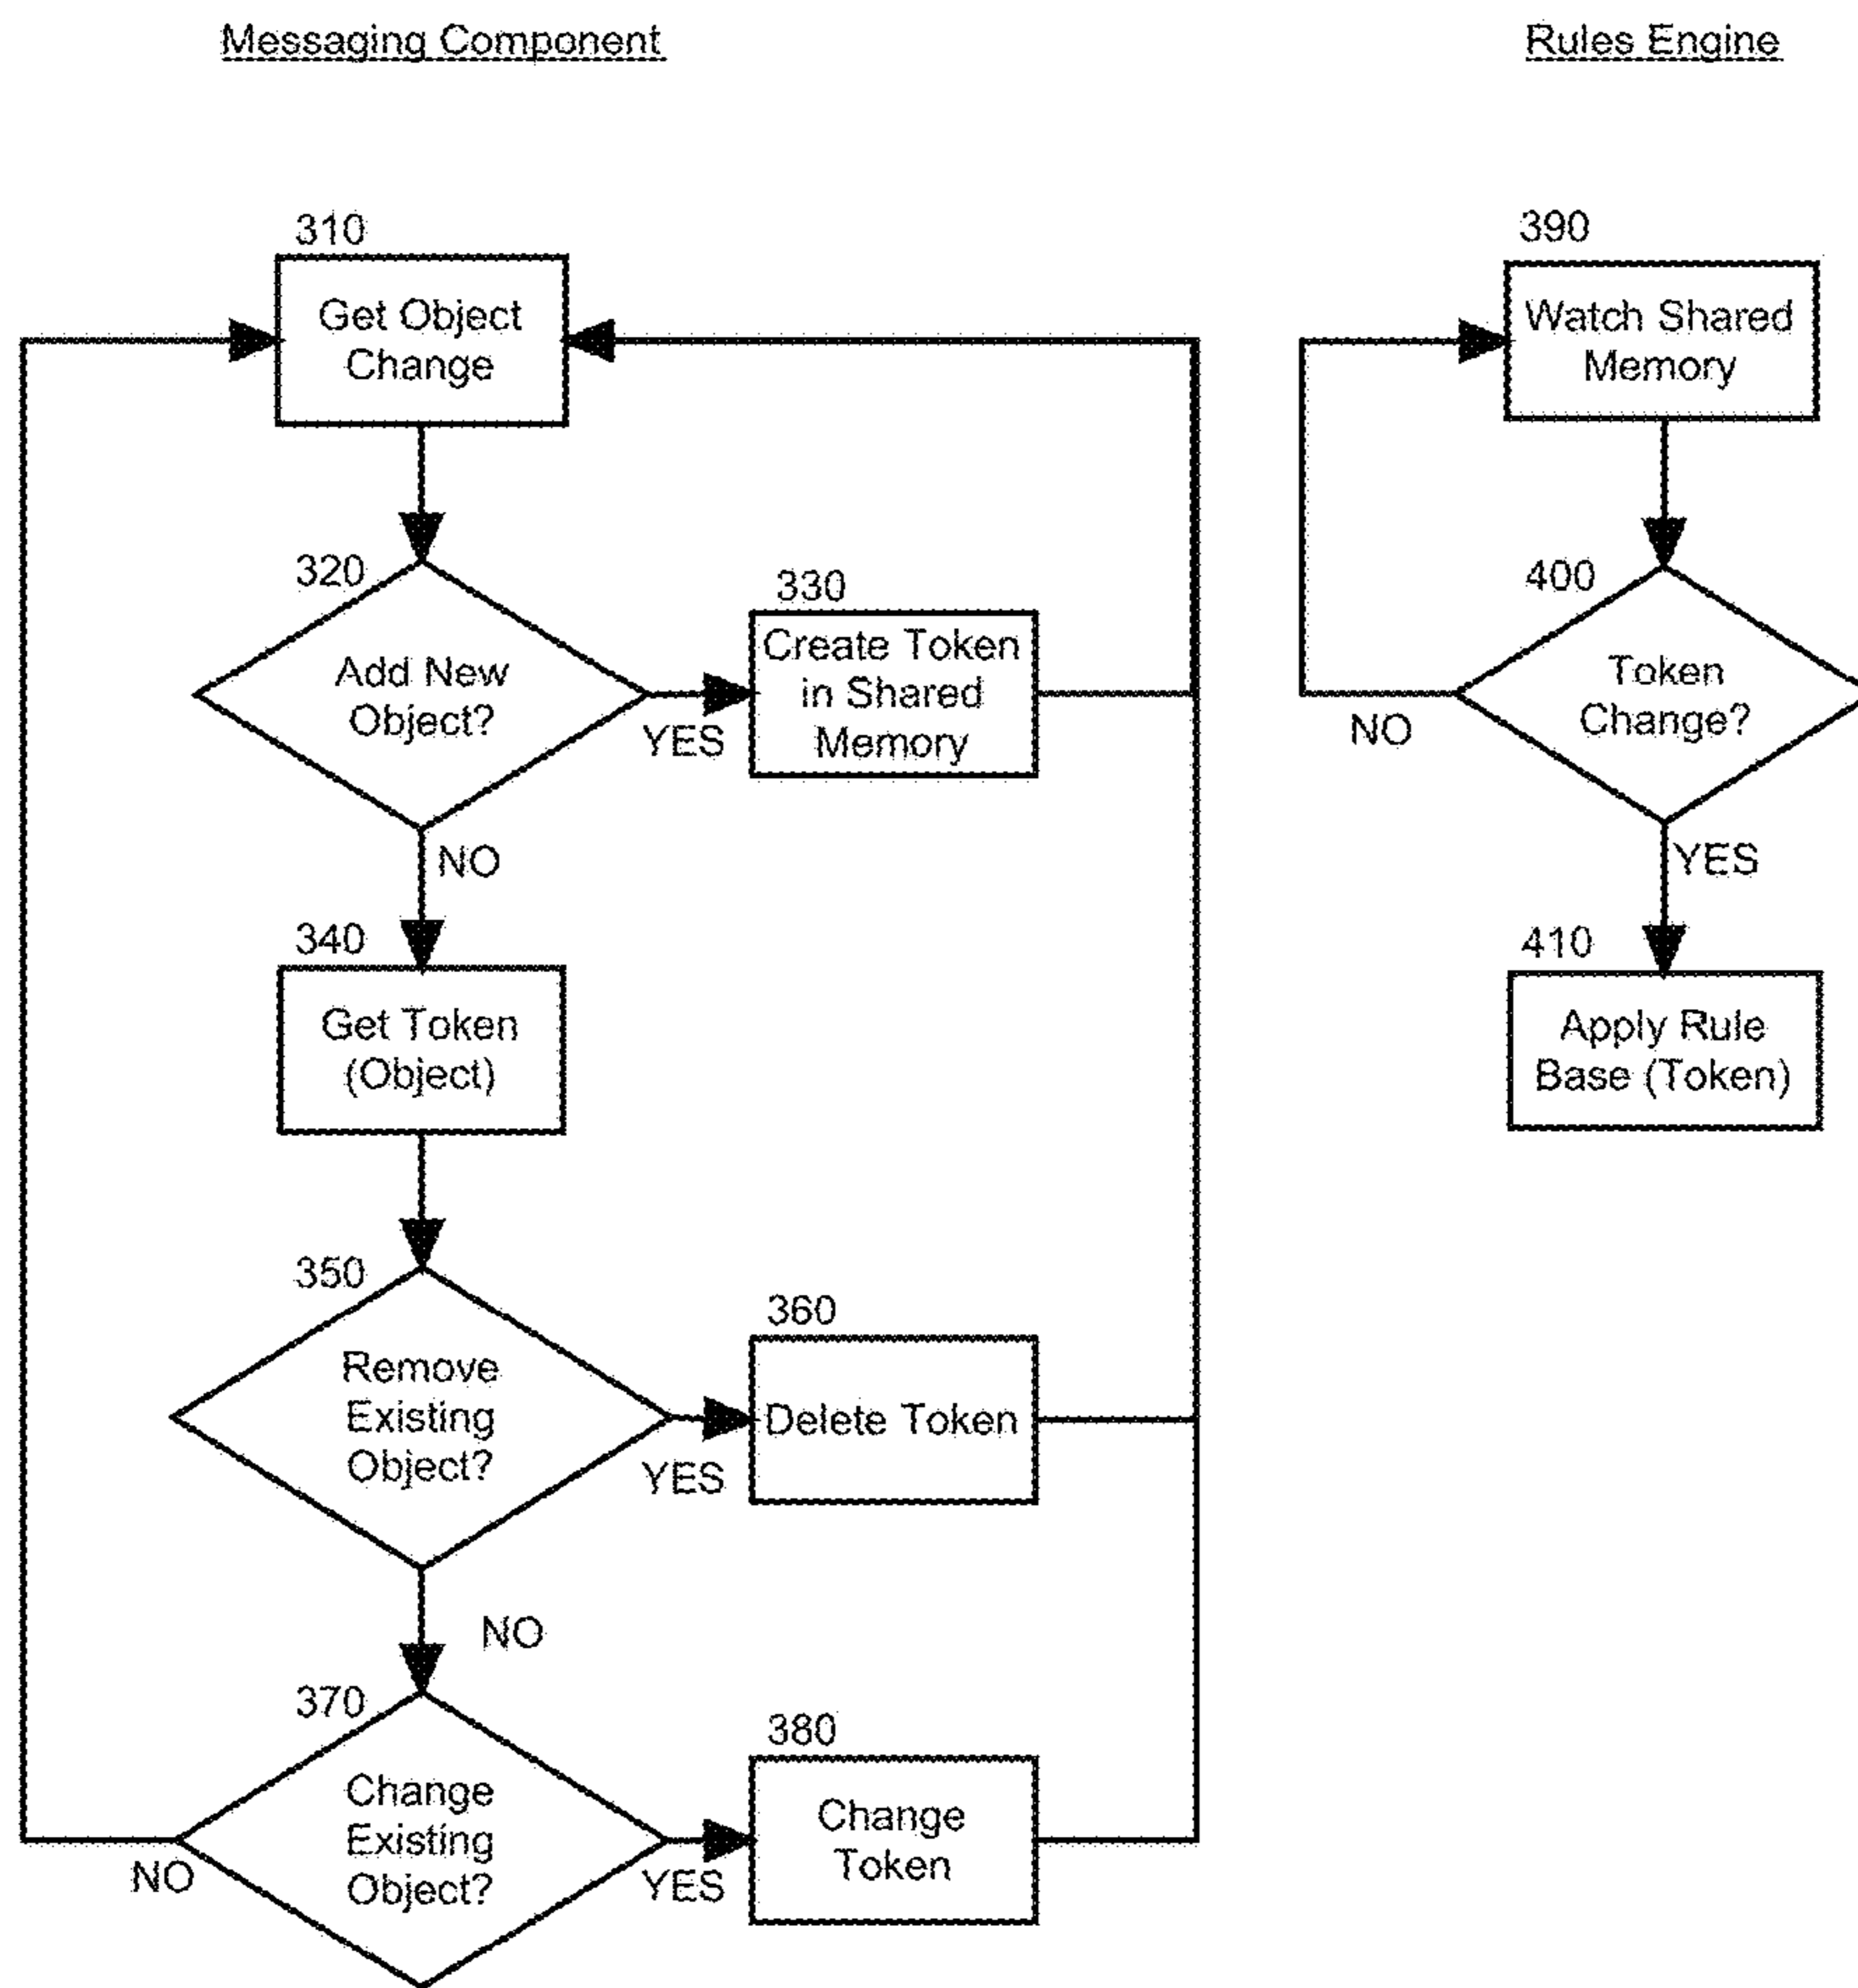 Messaging Component
Rules Engine
310
Get Object
Change
320
Add New
Object?
YES
330
Create Token
in Shared
Memory
NO
340
Get Token
(Object)
350
Remove
Existing
Object?
YES
360
Delete Token
NO
370
Change
Existing
Object?
NO
YES
380
Change
Token
390
Watch Shared
Memory
400
Token
Change?
NO
YES
410
Apply Rule
Base (Token)